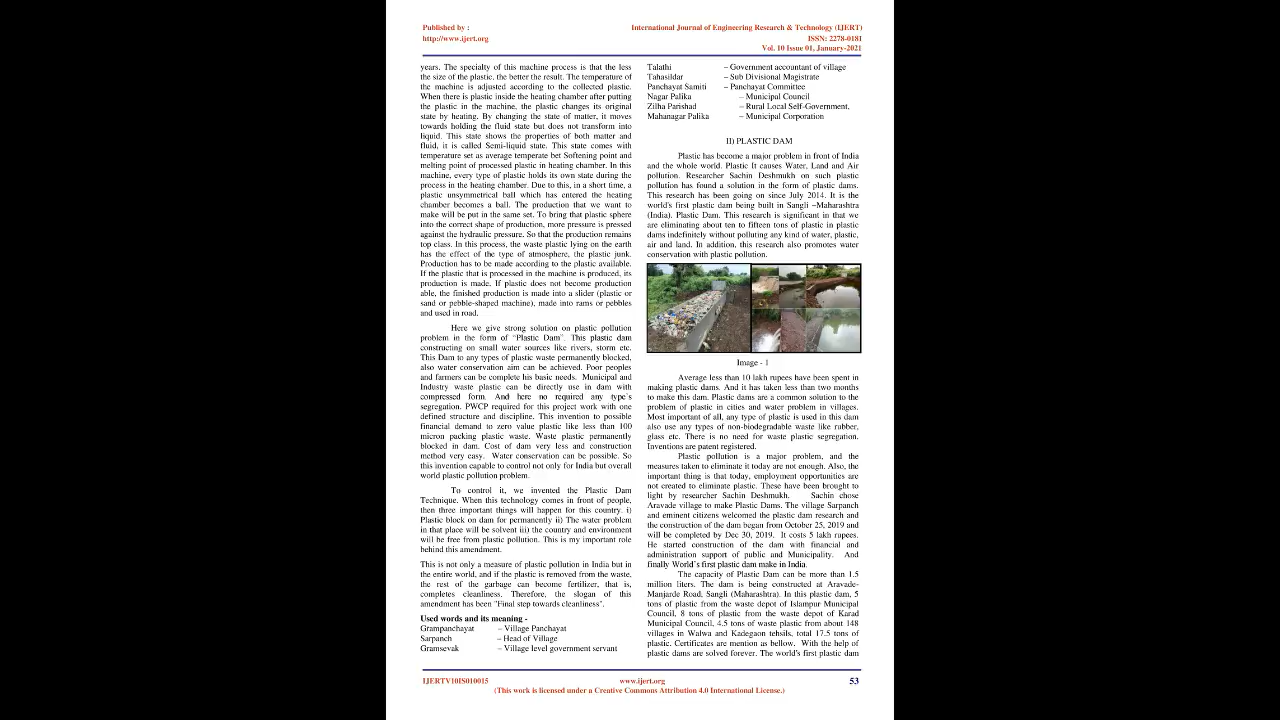 Published by :
http://www.ijert.org
International Journal of Engineering Research & Technology (IJERT)
ISSN: 2278-0181
Vol. 10 Issue 01, January-2021
years. The specialty of this machine process is that the less
the size of the plastic, the better the result. The temperature of
the machine is adjusted according to the collected plastic.
When there is plastic inside the heating chamber after putting
the plastic in the machine, the plastic changes its original
state by heating. By changing the state of matter, it moves
towards holding the fluid state but does not transform into
liquid. This state shows the properties of both matter and
fluid, it is called Semi-liquid state. This state comes with
temperature set as average temperature bet Softening point and
melting point of processed plastic in heating chamber. In this
machine, every type of plastic holds its own state during the
process in the heating chamber. Due to this, in a short time, a
plastic unsymmetrical ball which has entered the heating
chamber becomes a ball. The production that we want to
make will be put in the same set. To bring that plastic sphere
into the correct shape of production, more pressure is pressed
against the hydraulic pressure. So that the production remains
top class. In this process, the waste plastic lying on the earth
has the effect of the type of atmosphere, the plastic junk.
Production has to be made according to the plastic available.
If the plastic that is processed in the machine is produced, its
production is made, If plastic does not become production
able, the finished production is made into a slider (plastic or
sand or pebble-shaped machine), made into rams or pebbles
and used in road.
Here we give strong solution on plastic pollution
problem in the form of "Plastic Dam". This plastic dam
constructing on small water sources like rivers, storm etc.
This Dam to any types of plastic waste permanently blocked,
also water conservation aim can be achieved. Poor peoples
and farmers can be complete his basic needs. Municipal and
Industry waste plastic can be directly use in dam with
compressed form. And here no required any type's
segregation. PWCP required for this project work with one
defined structure and discipline. This invention to possible
financial demand to zero value plastic like less than 100
micron packing plastic waste. Waste plastic permanently
blocked in dam. Cost of dam very less and construction
method very easy. Water conservation can be possible. So
this invention capable to control not only for India but overall
world plastic pollution problem.
To control it, we invented the Plastic Dam
Technique. When this technology comes in front of people,
then three important things will happen for this country. i)
Plastic block on dam for permanently ii) The water problem
in that place will be solvent iii) the country and environment
will be free from plastic pollution. This is my important role
behind this amendment.
This is not only a measure of plastic pollution in India but in
the entire world, and if the plastic is removed from the waste,
the rest of the garbage can become fertilizer, that is,
completes cleanliness. Therefore, the slogan of this
amendment has been "Final step towards cleanliness".
Used words and its meaning -
Grampanchayat – Village Panchayat
Sarpanch – Head of Village
Gramsevak – Village level government servant
Talathi – Government accountant of village
Tahasildar – Sub Divisional Magistrate
Panchayat Samiti – Panchayat Committee
Nagar Palika – Municipal Council
Zilha Parishad – Rural Local Self-Government.
Mahanagar Palika – Municipal Corporation
II) PLASTIC DAM
Plastic has become a major problem in front of India
and the whole world. Plastic It causes Water, Land and Air
pollution. Researcher Sachin Deshmukh on such plastic
pollution has found a solution in the form of plastic dams.
This research has been going on since July 2014. It is the
world's first plastic dam being built in Sangli –Maharashtra
(India). Plastic Dam. This research is significant in that we
are eliminating about ten to fifteen tons of plastic in plastic
dams indefinitely without polluting any kind of water, plastic,
air and land. In addition, this research also promotes water
conservation with plastic pollution.
Image - 1
Average less than 10 lakh rupees have been spent in
making plastic dams. And it has taken less than two months
to make this dam. Plastic dams are a common solution to the
problem of plastic in cities and water problem in villages.
Most important of all, any type of plastic is used in this dam
also use any types of non-biodegradable waste like rubber,
glass etc. There is no need for waste plastic segregation.
Inventions are patent registered.
Plastic pollution is a major problem, and the
measures taken to eliminate it today are not enough. Also, the
important thing is that today, employment opportunities are
not created to eliminate plastic. These have been brought to
light by researcher Sachin Deshmukh. Sachin chose
Aravade village to make Plastic Dams. The village Sarpanch
and eminent citizens welcomed the plastic dam research and
the construction of the dam began from October 25, 2019 and
will be completed by Dec 30, 2019. It costs 5 lakh rupees.
He started construction of the dam with financial and
administration support of public and Municipality. And
finally World's first plastic dam make in India.
The capacity of Plastic Dam can be more than 1.5
million liters. The dam is being constructed at Aravade-
Manjarde Road, Sangli (Maharashtra). In this plastic dam, 5
tons of plastic from the waste depot of Islampur Municipal
Council, 8 tons of plastic from the waste depot of Karad
Municipal Council, 4.5 tons of waste plastic from about 148
villages in Walwa and Kadegaon tehsils, total 17.5 tons of
plastic. Certificates are mention as bellow. With the help of
plastic dams are solved forever. The world's first plastic dam
IJERTV10IS010015
www.ijert.org
53
(This work is licensed under a Creative Commons Attribution 4.0 International License.)